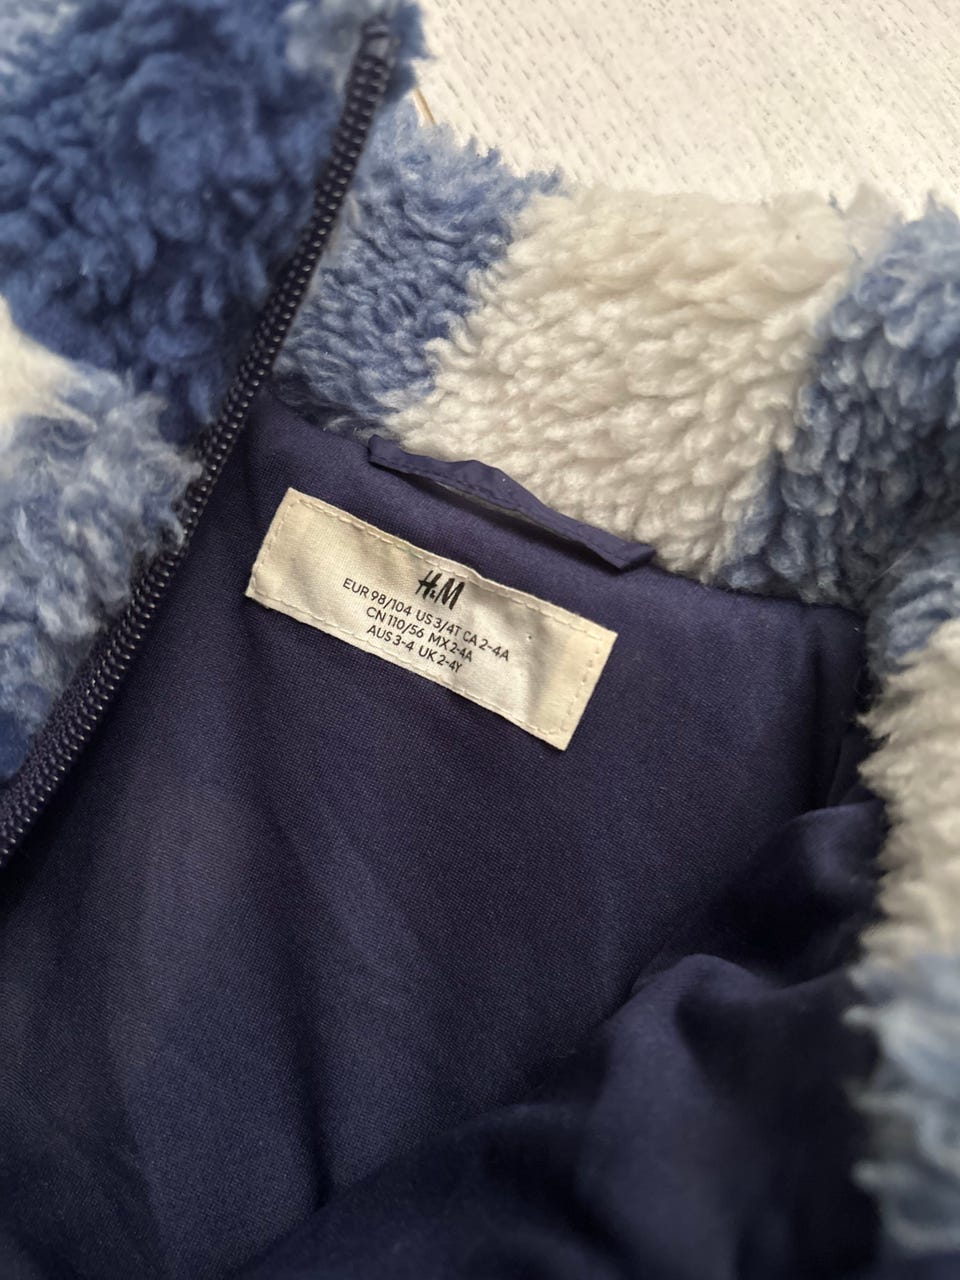 H&M
EUR 98/104 US 3/4T CA 2-4A
CN 110/56 MX 2-4A
AUS 3-4 UK 2-4Y